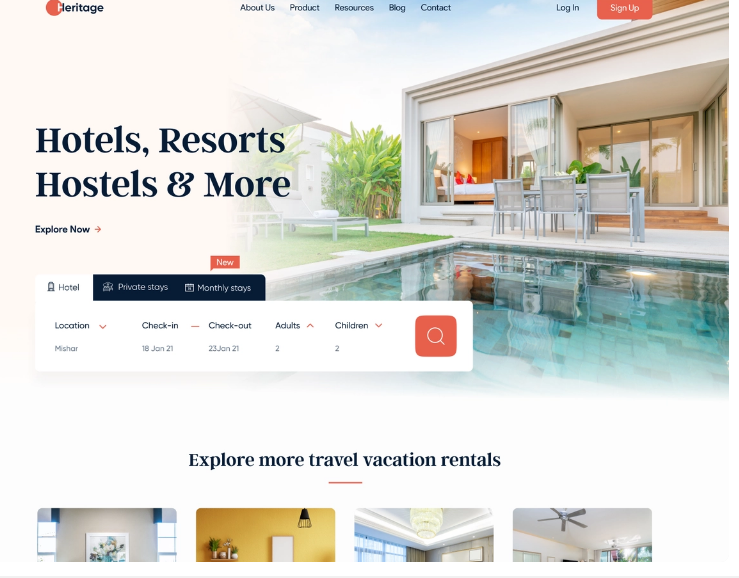 Heritage
About Us Product Resources Blog Contact Log In Sign Up
Hotels, Resorts
Hostels & More
Explore Now
New
Hotel Private stays Monthly stays
Location Check-in Check-out Adults Children
Mishar 18 Jan 21 23Jan 21 2 2
Explore more travel vacation rentals